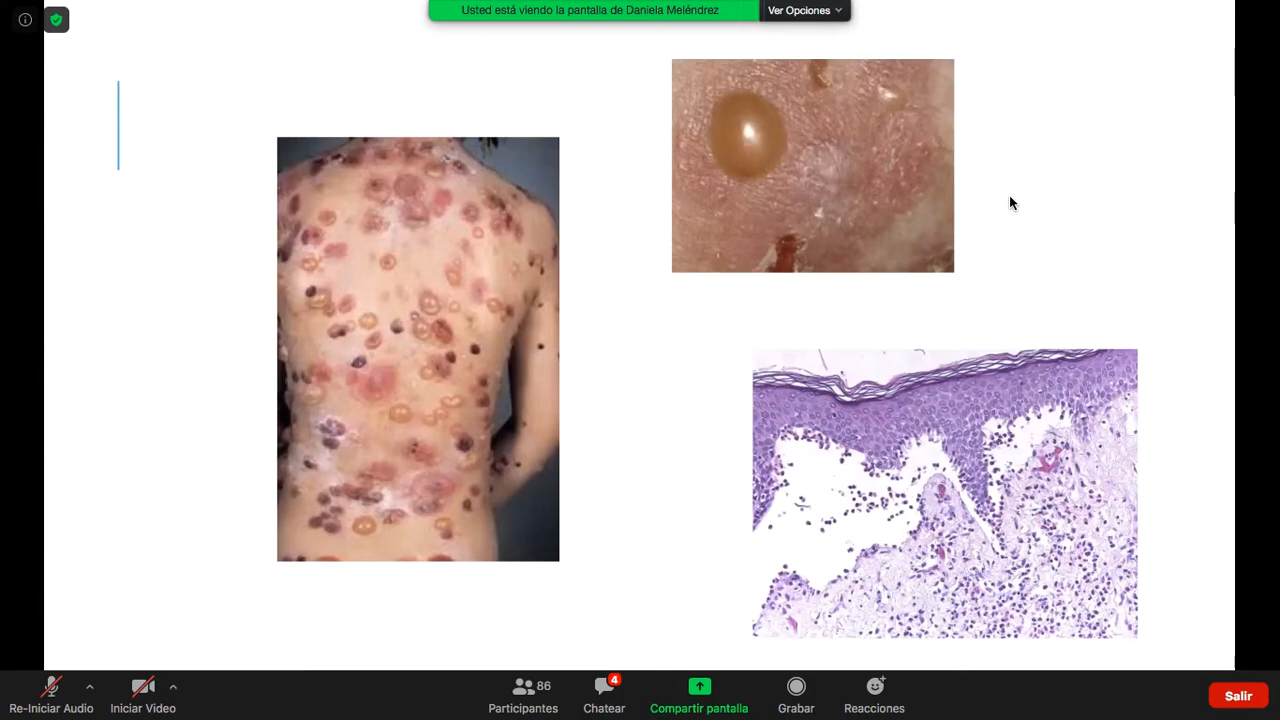 Usted está viendo la pantalla de Daniela Meléndrez
Ver Opciones
Re-Iniciar Audio
Iniciar Video
86
Participantes
4
Chatear
Compartir pantalla
Grabar
Reacciones
Salir